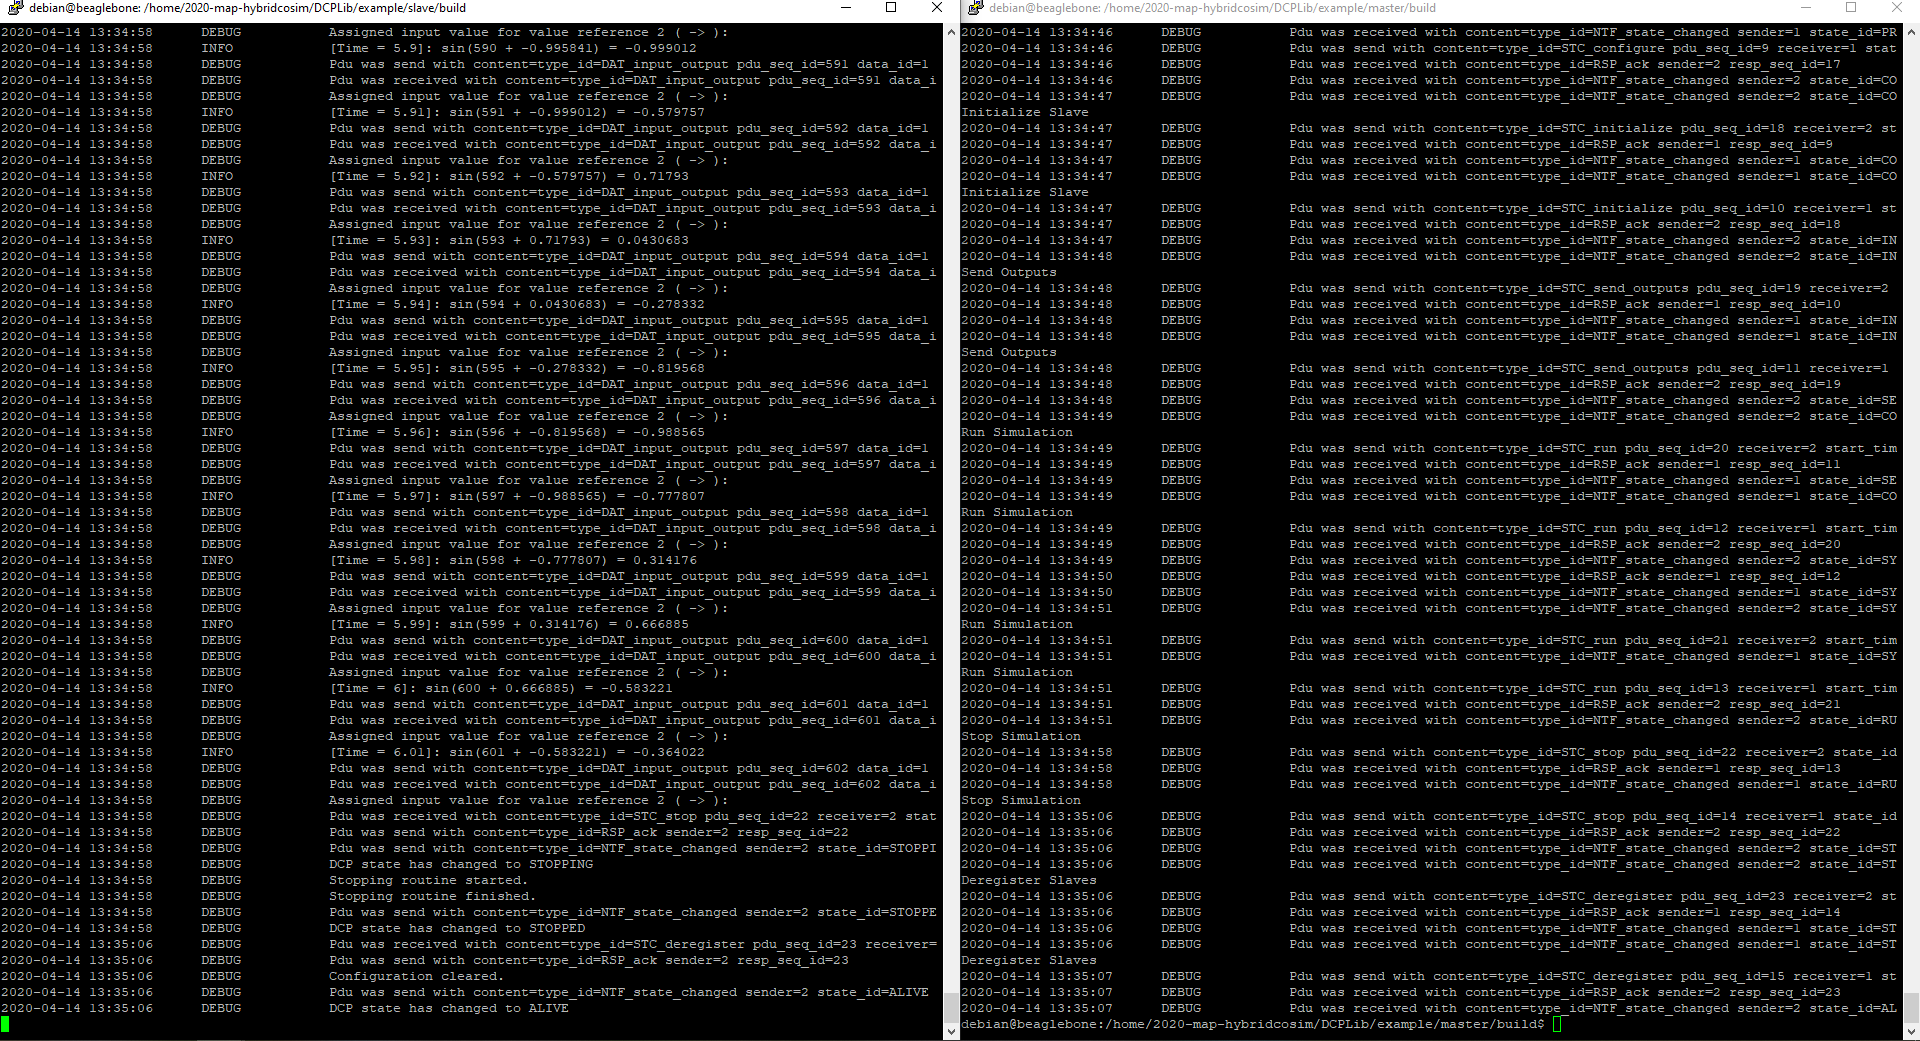 debian@beaglebone: /home/2020-map-hybridcosim/DCPLib/example/slave/build
2020-04-14 13:34:58 DEBUG Assigned input value for value reference 2 ( -> ):
2020-04-14 13:34:58 INFO [Time = 5.9]: sin(590 + -0.995841) = -0.999012
2020-04-14 13:34:58 DEBUG Pdu was send with content=type_id=DAT_input_output pdu_seq_id=591 data_id=1
2020-04-14 13:34:58 DEBUG Pdu was received with content=type_id=DAT_input_output pdu_seq_id=591 data_i
2020-04-14 13:34:58 DEBUG Assigned input value for value reference 2 ( -> ):
2020-04-14 13:34:58 INFO [Time = 5.91]: sin(591 + -0.999012) = -0.579757
2020-04-14 13:34:58 DEBUG Pdu was send with content=type_id=DAT_input_output pdu_seq_id=592 data_id=1
2020-04-14 13:34:58 DEBUG Pdu was received with content=type_id=DAT_input_output pdu_seq_id=592 data_i
2020-04-14 13:34:58 DEBUG Assigned input value for value reference 2 ( -> ):
2020-04-14 13:34:58 INFO [Time = 5.92]: sin(592 + -0.579757) = 0.71793
2020-04-14 13:34:58 DEBUG Pdu was send with content=type_id=DAT_input_output pdu_seq_id=593 data_id=1
2020-04-14 13:34:58 DEBUG Pdu was received with content=type_id=DAT_input_output pdu_seq_id=593 data_i
2020-04-14 13:34:58 DEBUG Assigned input value for value reference 2 ( -> ):
2020-04-14 13:34:58 INFO [Time = 5.93]: sin(593 + 0.71793) = 0.0430683
2020-04-14 13:34:58 DEBUG Pdu was send with content=type_id=DAT_input_output pdu_seq_id=594 data_id=1
2020-04-14 13:34:58 DEBUG Pdu was received with content=type_id=DAT_input_output pdu_seq_id=594 data_i
2020-04-14 13:34:58 DEBUG Assigned input value for value reference 2 ( -> ):
2020-04-14 13:34:58 INFO [Time = 5.94]: sin(594 + 0.0430683) = -0.278332
2020-04-14 13:34:58 DEBUG Pdu was send with content=type_id=DAT_input_output pdu_seq_id=595 data_id=1
2020-04-14 13:34:58 DEBUG Pdu was received with content=type_id=DAT_input_output pdu_seq_id=595 data_i
2020-04-14 13:34:58 DEBUG Assigned input value for value reference 2 ( -> ):
2020-04-14 13:34:58 INFO [Time = 5.95]: sin(595 + -0.278332) = -0.819568
2020-04-14 13:34:58 DEBUG Pdu was send with content=type_id=DAT_input_output pdu_seq_id=596 data_id=1
2020-04-14 13:34:58 DEBUG Pdu was received with content=type_id=DAT_input_output pdu_seq_id=596 data_i
2020-04-14 13:34:58 DEBUG Assigned input value for value reference 2 ( -> ):
2020-04-14 13:34:58 INFO [Time = 5.96]: sin(596 + -0.819568) = -0.988565
2020-04-14 13:34:58 DEBUG Pdu was send with content=type_id=DAT_input_output pdu_seq_id=597 data_id=1
2020-04-14 13:34:58 DEBUG Pdu was received with content=type_id=DAT_input_output pdu_seq_id=597 data_i
2020-04-14 13:34:58 DEBUG Assigned input value for value reference 2 ( -> ):
2020-04-14 13:34:58 INFO [Time = 5.97]: sin(597 + -0.988565) = -0.777807
2020-04-14 13:34:58 DEBUG Pdu was send with content=type_id=DAT_input_output pdu_seq_id=598 data_id=1
2020-04-14 13:34:58 DEBUG Pdu was received with content=type_id=DAT_input_output pdu_seq_id=598 data_i
2020-04-14 13:34:58 DEBUG Assigned input value for value reference 2 ( -> ):
2020-04-14 13:34:58 INFO [Time = 5.98]: sin(598 + -0.777807) = 0.314176
2020-04-14 13:34:58 DEBUG Pdu was send with content=type_id=DAT_input_output pdu_seq_id=599 data_id=1
2020-04-14 13:34:58 DEBUG Pdu was received with content=type_id=DAT_input_output pdu_seq_id=599 data_i
2020-04-14 13:34:58 DEBUG Assigned input value for value reference 2 ( -> ):
2020-04-14 13:34:58 INFO [Time = 5.99]: sin(599 + 0.314176) = 0.666885
2020-04-14 13:34:58 DEBUG Pdu was send with content=type_id=DAT_input_output pdu_seq_id=600 data_id=1
2020-04-14 13:34:58 DEBUG Pdu was received with content=type_id=DAT_input_output pdu_seq_id=600 data_i
2020-04-14 13:34:58 DEBUG Assigned input value for value reference 2 ( -> ):
2020-04-14 13:34:58 INFO [Time = 6]: sin(600 + 0.666885) = -0.583221
2020-04-14 13:34:58 DEBUG Pdu was send with content=type_id=DAT_input_output pdu_seq_id=601 data_id=1
2020-04-14 13:34:58 DEBUG Pdu was received with content=type_id=DAT_input_output pdu_seq_id=601 data_i
2020-04-14 13:34:58 DEBUG Assigned input value for value reference 2 ( -> ):
2020-04-14 13:34:58 INFO [Time = 6.01]: sin(601 + -0.583221) = -0.364022
2020-04-14 13:34:58 DEBUG Pdu was send with content=type_id=DAT_input_output pdu_seq_id=602 data_id=1
2020-04-14 13:34:58 DEBUG Pdu was received with content=type_id=DAT_input_output pdu_seq_id=602 data_i
2020-04-14 13:34:58 DEBUG Assigned input value for value reference 2 ( -> ):
2020-04-14 13:34:58 DEBUG Pdu was received with content=type_id=STC_stop pdu_seq_id=22 receiver=2 stat
2020-04-14 13:34:58 DEBUG Pdu was send with content=type_id=RSP_ack sender=2 resp_seq_id=22
2020-04-14 13:34:58 DEBUG Pdu was send with content=type_id=NTF_state_changed sender=2 state_id=STOPPI
2020-04-14 13:34:58 DEBUG DCP state has changed to STOPPING
2020-04-14 13:34:58 DEBUG Stopping routine started.
2020-04-14 13:34:58 DEBUG Stopping routine finished.
2020-04-14 13:34:58 DEBUG Pdu was send with content=type_id=NTF_state_changed sender=2 state_id=STOPPE
2020-04-14 13:34:58 DEBUG DCP state has changed to STOPPED
2020-04-14 13:35:06 DEBUG Pdu was received with content=type_id=STC_deregister pdu_seq_id=23 receiver=
2020-04-14 13:35:06 DEBUG Pdu was send with content=type_id=RSP_ack sender=2 resp_seq_id=23
2020-04-14 13:35:06 DEBUG Configuration cleared.
2020-04-14 13:35:06 DEBUG Pdu was send with content=type_id=NTF_state_changed sender=2 state_id=ALIVE
2020-04-14 13:35:06 DEBUG DCP state has changed to ALIVE
debian@beaglebone: /home/2020-map-hybridcosim/DCPLib/example/master/build
2020-04-14 13:34:46 DEBUG Pdu was received with content=type_id=NTF_state_changed sender=1 state_id=PR
2020-04-14 13:34:46 DEBUG Pdu was send with content=type_id=STC_configure pdu_seq_id=9 receiver=1 stat
2020-04-14 13:34:46 DEBUG Pdu was received with content=type_id=RSP_ack sender=2 resp_seq_id=17
2020-04-14 13:34:46 DEBUG Pdu was received with content=type_id=NTF_state_changed sender=2 state_id=CO
2020-04-14 13:34:47 DEBUG Pdu was received with content=type_id=NTF_state_changed sender=2 state_id=CO
Initialize Slave
2020-04-14 13:34:47 DEBUG Pdu was send with content=type_id=STC_initialize pdu_seq_id=18 receiver=2 st
2020-04-14 13:34:47 DEBUG Pdu was received with content=type_id=RSP_ack sender=1 resp_seq_id=9
2020-04-14 13:34:47 DEBUG Pdu was received with content=type_id=NTF_state_changed sender=1 state_id=CO
2020-04-14 13:34:47 DEBUG Pdu was received with content=type_id=NTF_state_changed sender=1 state_id=CO
Initialize Slave
2020-04-14 13:34:47 DEBUG Pdu was send with content=type_id=STC_initialize pdu_seq_id=10 receiver=1 st
2020-04-14 13:34:47 DEBUG Pdu was received with content=type_id=RSP_ack sender=2 resp_seq_id=18
2020-04-14 13:34:47 DEBUG Pdu was received with content=type_id=NTF_state_changed sender=2 state_id=IN
2020-04-14 13:34:48 DEBUG Pdu was received with content=type_id=NTF_state_changed sender=2 state_id=IN
Send Outputs
2020-04-14 13:34:48 DEBUG Pdu was send with content=type_id=STC_send_outputs pdu_seq_id=19 receiver=2
2020-04-14 13:34:48 DEBUG Pdu was received with content=type_id=RSP_ack sender=1 resp_seq_id=10
2020-04-14 13:34:48 DEBUG Pdu was received with content=type_id=NTF_state_changed sender=1 state_id=IN
2020-04-14 13:34:48 DEBUG Pdu was received with content=type_id=NTF_state_changed sender=1 state_id=IN
Send Outputs
2020-04-14 13:34:48 DEBUG Pdu was send with content=type_id=STC_send_outputs pdu_seq_id=11 receiver=1
2020-04-14 13:34:48 DEBUG Pdu was received with content=type_id=RSP_ack sender=2 resp_seq_id=19
2020-04-14 13:34:48 DEBUG Pdu was received with content=type_id=NTF_state_changed sender=2 state_id=SE
2020-04-14 13:34:49 DEBUG Pdu was received with content=type_id=NTF_state_changed sender=2 state_id=CO
Run Simulation
2020-04-14 13:34:49 DEBUG Pdu was send with content=type_id=STC_run pdu_seq_id=20 receiver=2 start_tim
2020-04-14 13:34:49 DEBUG Pdu was received with content=type_id=RSP_ack sender=1 resp_seq_id=11
2020-04-14 13:34:49 DEBUG Pdu was received with content=type_id=NTF_state_changed sender=1 state_id=SE
2020-04-14 13:34:49 DEBUG Pdu was received with content=type_id=NTF_state_changed sender=1 state_id=CO
Run Simulation
2020-04-14 13:34:49 DEBUG Pdu was send with content=type_id=STC_run pdu_seq_id=12 receiver=1 start_tim
2020-04-14 13:34:49 DEBUG Pdu was received with content=type_id=RSP_ack sender=2 resp_seq_id=20
2020-04-14 13:34:49 DEBUG Pdu was received with content=type_id=NTF_state_changed sender=2 state_id=SY
2020-04-14 13:34:50 DEBUG Pdu was received with content=type_id=RSP_ack sender=1 resp_seq_id=12
2020-04-14 13:34:50 DEBUG Pdu was received with content=type_id=NTF_state_changed sender=1 state_id=SY
2020-04-14 13:34:51 DEBUG Pdu was received with content=type_id=NTF_state_changed sender=2 state_id=SY
Run Simulation
2020-04-14 13:34:51 DEBUG Pdu was send with content=type_id=STC_run pdu_seq_id=21 receiver=2 start_tim
2020-04-14 13:34:51 DEBUG Pdu was received with content=type_id=NTF_state_changed sender=1 state_id=SY
Run Simulation
2020-04-14 13:34:51 DEBUG Pdu was send with content=type_id=STC_run pdu_seq_id=13 receiver=1 start_tim
2020-04-14 13:34:51 DEBUG Pdu was received with content=type_id=RSP_ack sender=2 resp_seq_id=21
2020-04-14 13:34:51 DEBUG Pdu was received with content=type_id=NTF_state_changed sender=2 state_id=RU
Stop Simulation
2020-04-14 13:34:58 DEBUG Pdu was send with content=type_id=STC_stop pdu_seq_id=22 receiver=2 state_id
2020-04-14 13:34:58 DEBUG Pdu was received with content=type_id=RSP_ack sender=1 resp_seq_id=13
2020-04-14 13:34:58 DEBUG Pdu was received with content=type_id=NTF_state_changed sender=1 state_id=RU
Stop Simulation
2020-04-14 13:35:06 DEBUG Pdu was send with content=type_id=STC_stop pdu_seq_id=14 receiver=1 state_id
2020-04-14 13:35:06 DEBUG Pdu was received with content=type_id=RSP_ack sender=2 resp_seq_id=22
2020-04-14 13:35:06 DEBUG Pdu was received with content=type_id=NTF_state_changed sender=2 state_id=ST
2020-04-14 13:35:06 DEBUG Pdu was received with content=type_id=NTF_state_changed sender=2 state_id=ST
Deregister Slaves
2020-04-14 13:35:06 DEBUG Pdu was send with content=type_id=STC_deregister pdu_seq_id=23 receiver=2 st
2020-04-14 13:35:06 DEBUG Pdu was received with content=type_id=RSP_ack sender=1 resp_seq_id=14
2020-04-14 13:35:06 DEBUG Pdu was received with content=type_id=NTF_state_changed sender=1 state_id=ST
2020-04-14 13:35:06 DEBUG Pdu was received with content=type_id=NTF_state_changed sender=1 state_id=ST
Deregister Slaves
2020-04-14 13:35:07 DEBUG Pdu was send with content=type_id=STC_deregister pdu_seq_id=15 receiver=1 st
2020-04-14 13:35:07 DEBUG Pdu was received with content=type_id=RSP_ack sender=2 resp_seq_id=23
2020-04-14 13:35:07 DEBUG Pdu was received with content=type_id=NTF_state_changed sender=2 state_id=AL
debian@beaglebone:/home/2020-map-hybridcosim/DCPLib/example/master/build$